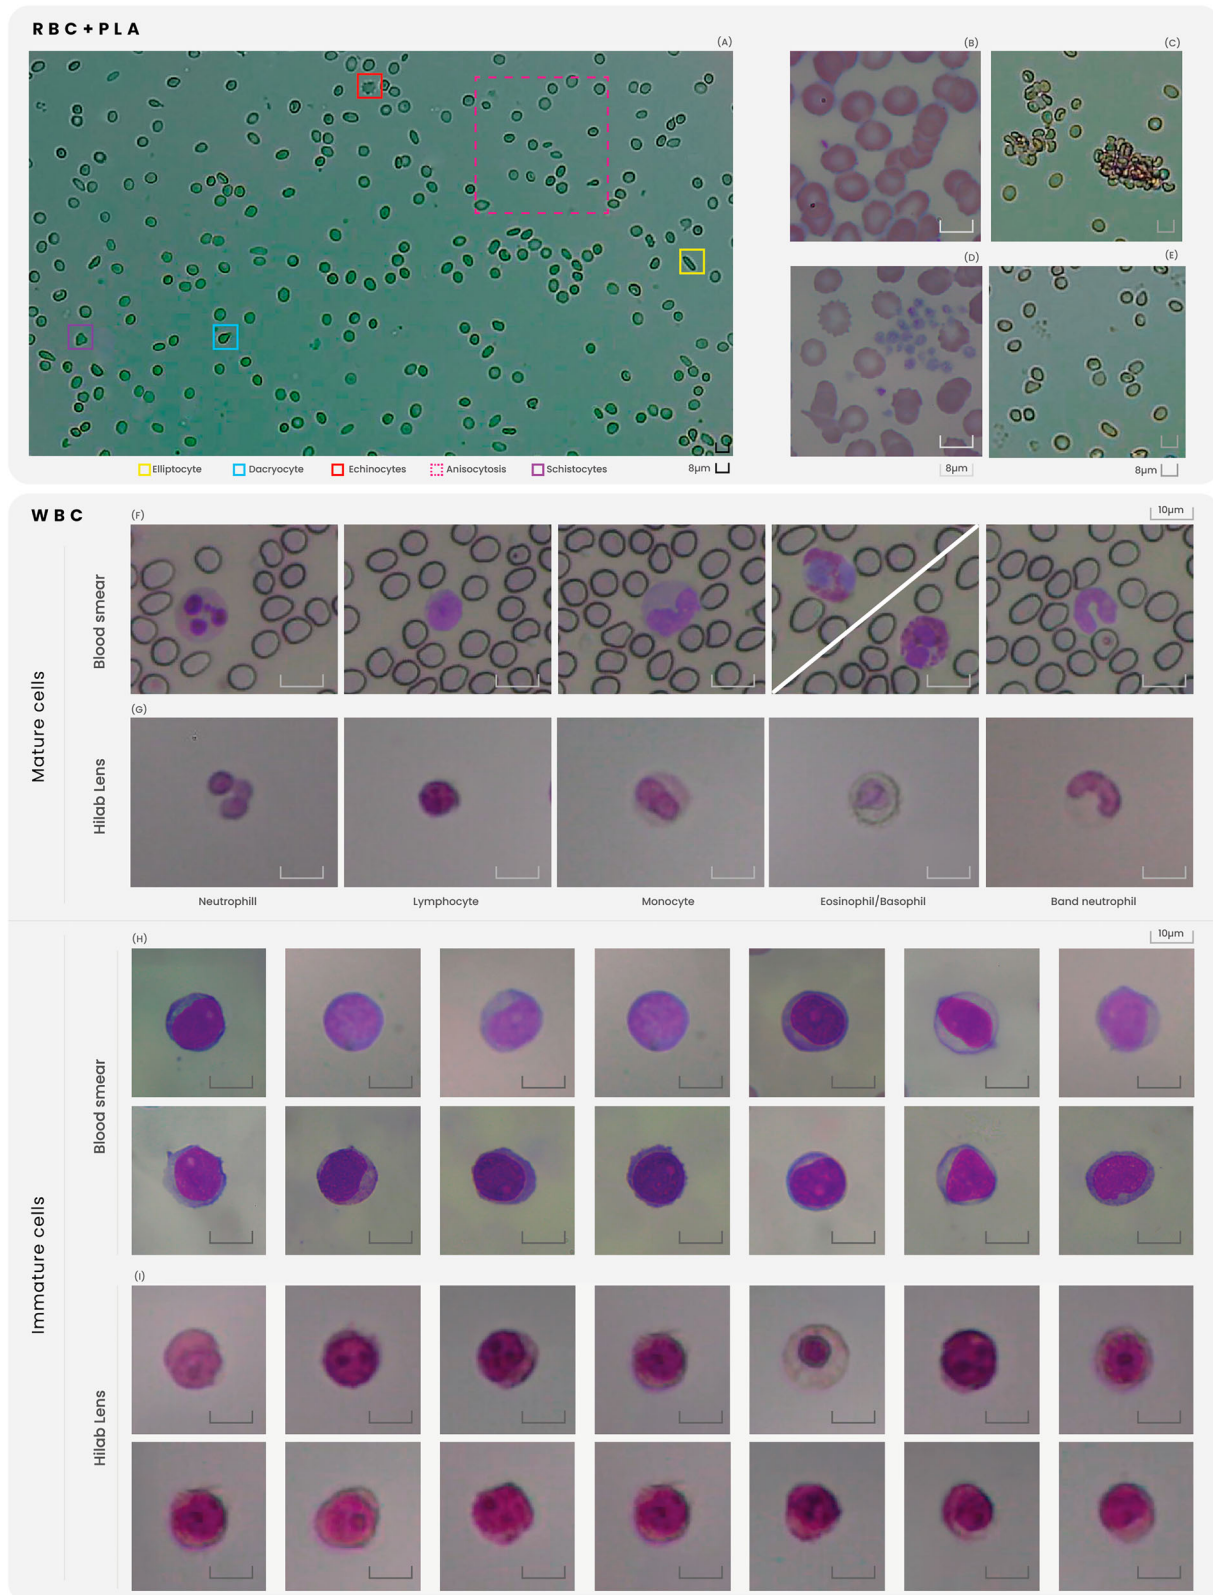 RBC+PLA
(A)
(B)
(C)
(D)
(E)
Elliptocyte
Dacryocyte
Echinocytes
Anisocytosis
Schistocytes
8μm
8μm
8μm
WBC
(F)
10μm
Mature cells
Blood smear
(G)
Hilab Lens
Neutrophill
Lymphocyte
Monocyte
Eosinophil/Basophil
Band neutrophil
(H)
10μm
Immature cells
Blood smear
(I)
Hilab Lens